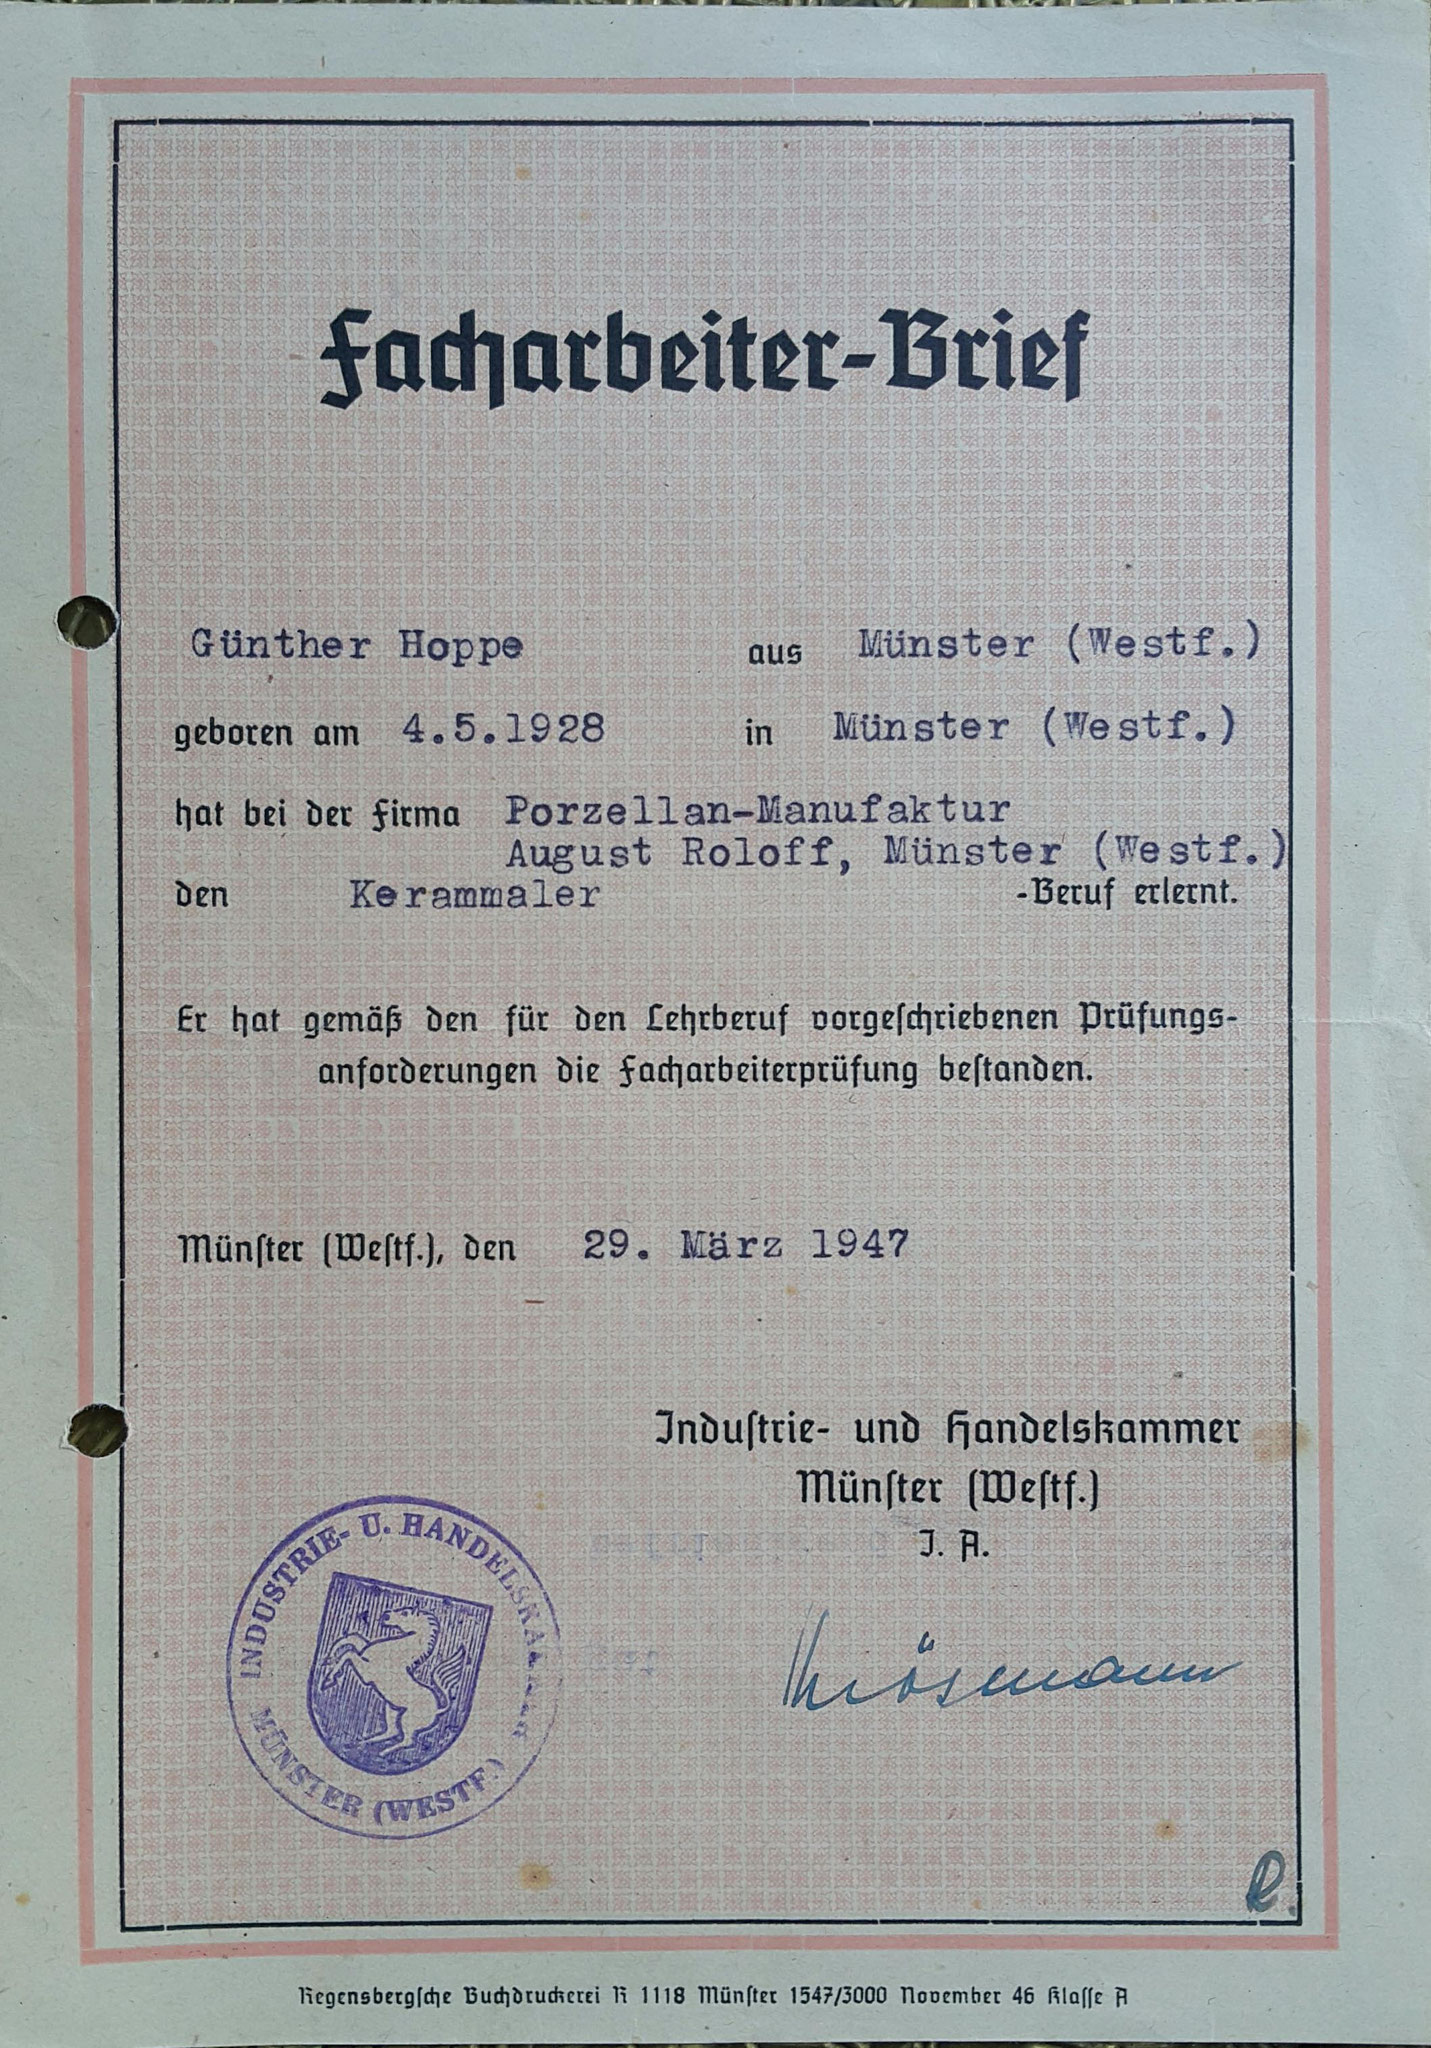 Facharbeiter-Brief
Günther Hoppe aus Münster (Westf.)
geboren am 4.5.1928 in Münster (Westf.)
hat bei der Firma Porzellan-Manufaktur
August Roloff, Münster (Westf.)
den Kerammaler -Beruf erlernt.
Er hat gemäß den für den Lehrberuf vorgeschriebenen Prüfungs-
anforderungen die Facharbeiterprüfung bestanden.
Münster (Westf.), den 29. März 1947
Industrie- und Handelskammer
Münster (Westf.)
I. A.
INDUSTRIE- U. HANDELSKAMMER
MÜNSTER (WESTF.)
Regensbergsche Buchdruckerei K 1118 Münster 1547/3000 November 46 Klasse A